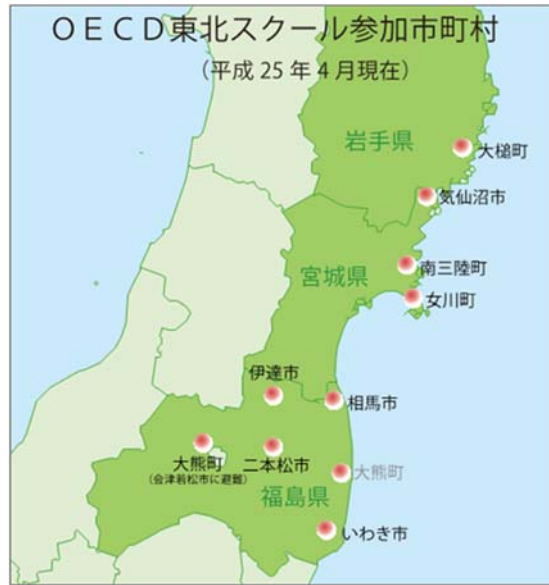 OECD東北スクール参加市町村
（平成25年4月現在）
岩手県
大槌町
気仙沼市
宮城県
南三陸町
女川町
伊達市
相馬市
大熊町
（会津若松市に避難）
二本松市
大熊町
福島県
いわき市